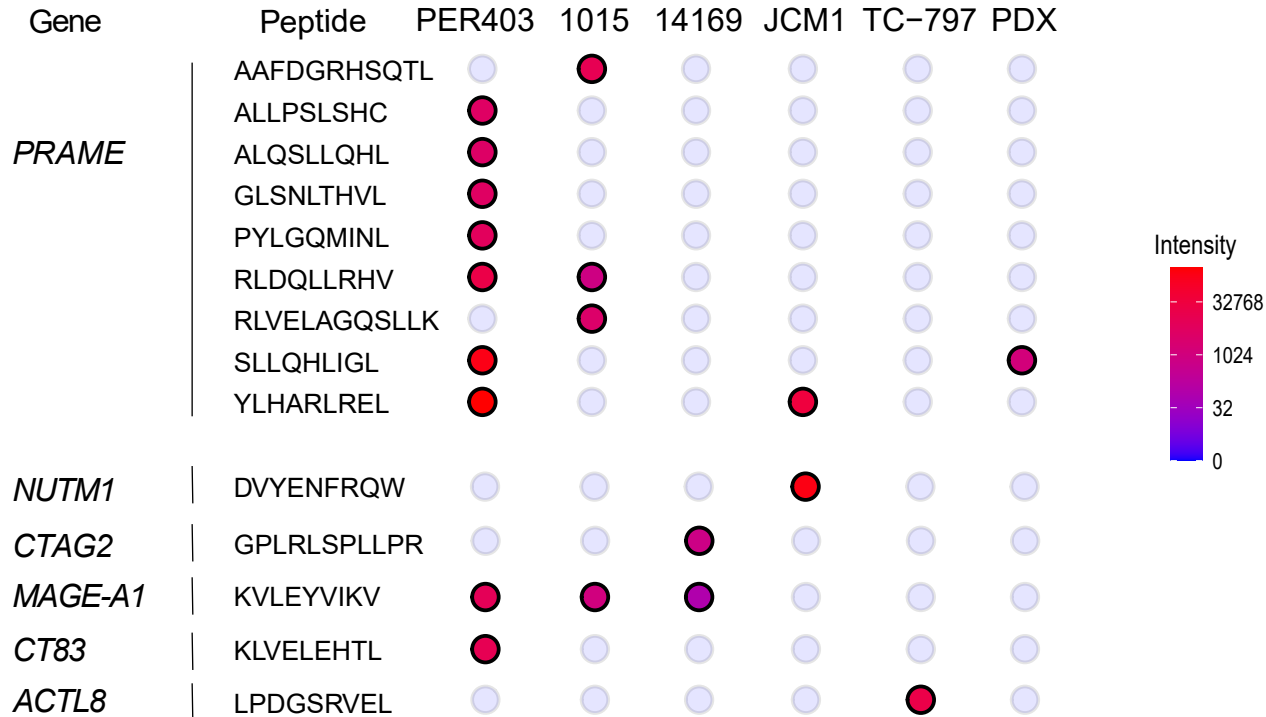 Gene Peptide PER403 1015 14169 JCM1 TC−797 PDX
AAFDGRHSQTL
ALLPSLSHC
PRAME ALQSLLQHL
GLSNLTHVL
PYLGQMINL
Intensity
RLDQLLRHV
32768
RLVELAGQSLLK
1024
SLLQHLIGL
YLHARLREL
32
0
NUTM1 DVYENFRQW
CTAG2 GPLRLSPLLPR
MAGE-A1 KVLEYVIKV
CT83 KLVELEHTL
ACTL8 LPDGSRVEL